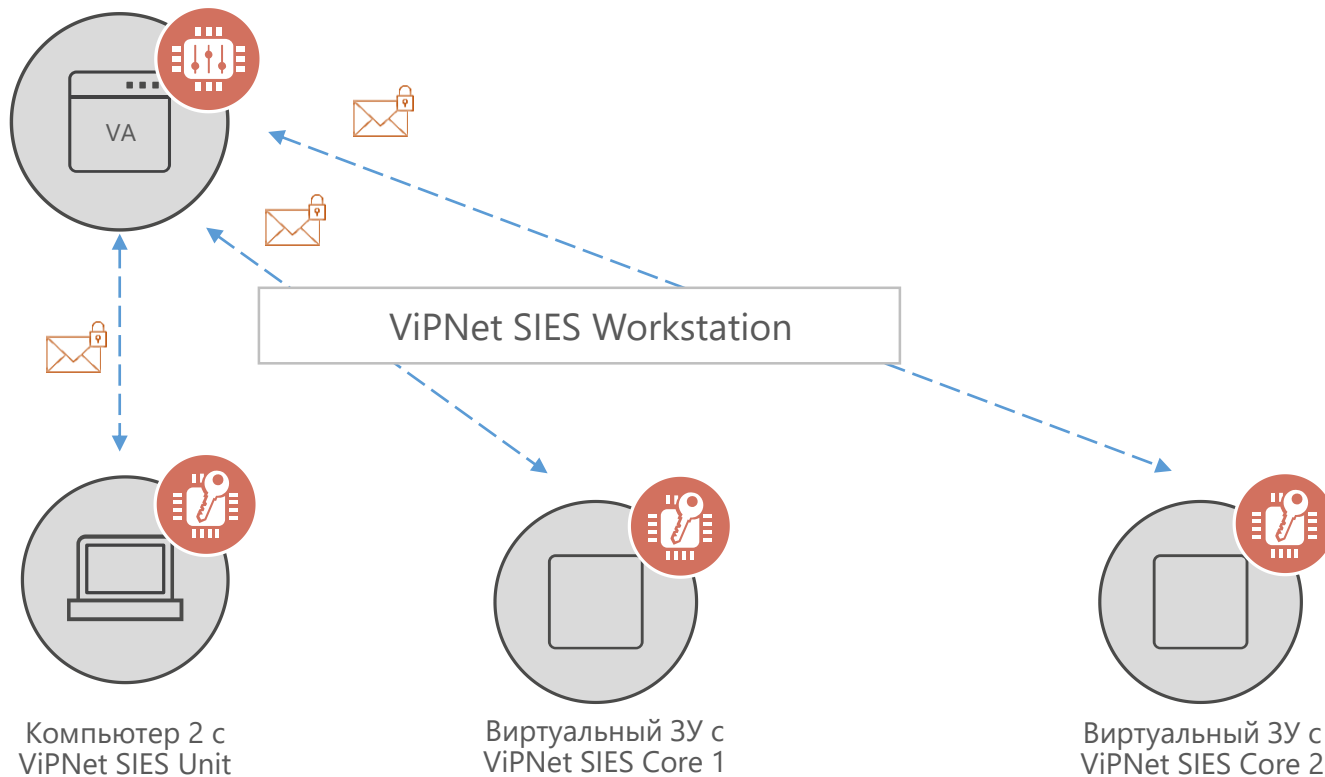 VA
ViPNet SIES Workstation
Компьютер 2 с
ViPNet SIES Unit
Виртуальный ЗУ с
ViPNet SIES Core 1
Виртуальный ЗУ с
ViPNet SIES Core 2